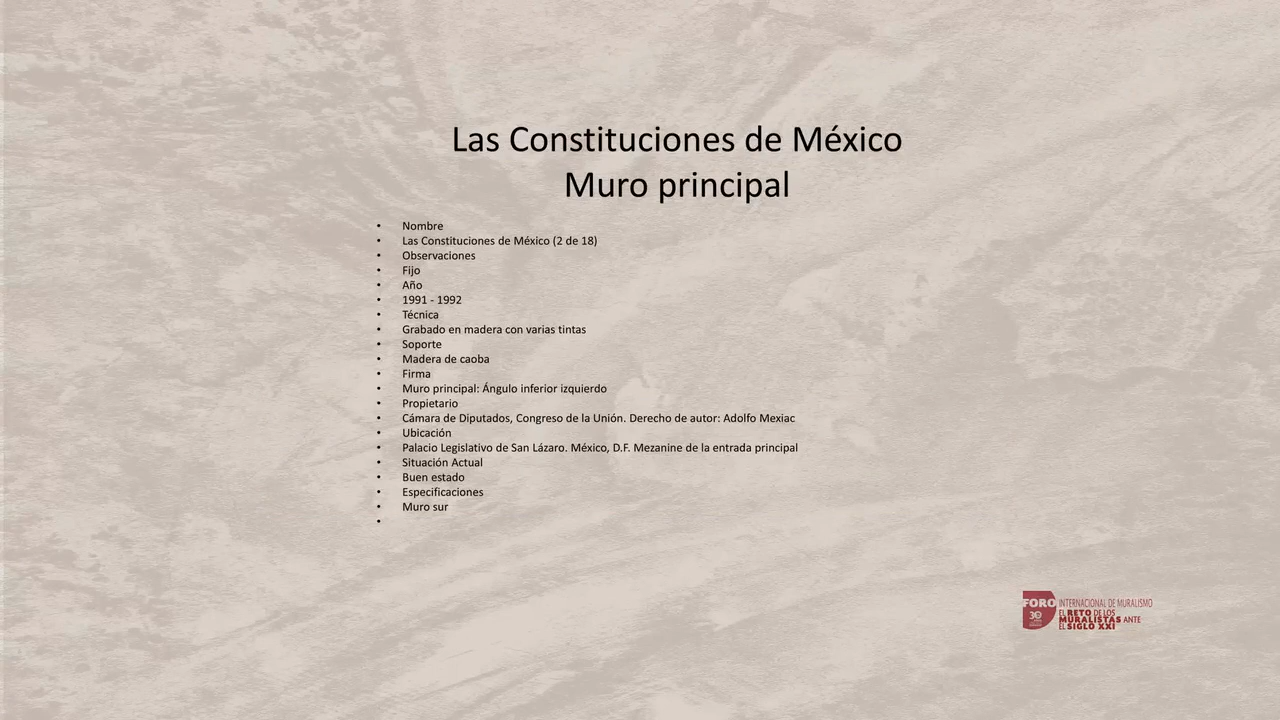 Las Constituciones de México
Muro principal
• Nombre
• Las Constituciones de México (2 de 18)
• Observaciones
• Fijo
• Año
• 1991 - 1992
• Técnica
• Grabado en madera con varias tintas
• Soporte
• Madera de caoba
• Firma
• Muro principal: Ángulo inferior izquierdo
• Propietario
• Cámara de Diputados, Congreso de la Unión. Derecho de autor: Adolfo Mexiac
• Ubicación
• Palacio Legislativo de San Lázaro. México, D.F. Mezanine de la entrada principal
• Situación Actual
• Buen estado
• Especificaciones
• Muro sur
•
FORO INTERNACIONAL DE MURALISMO
30
EL RETO DE LOS
MURALISTAS ANTE
EL SIGLO XXI